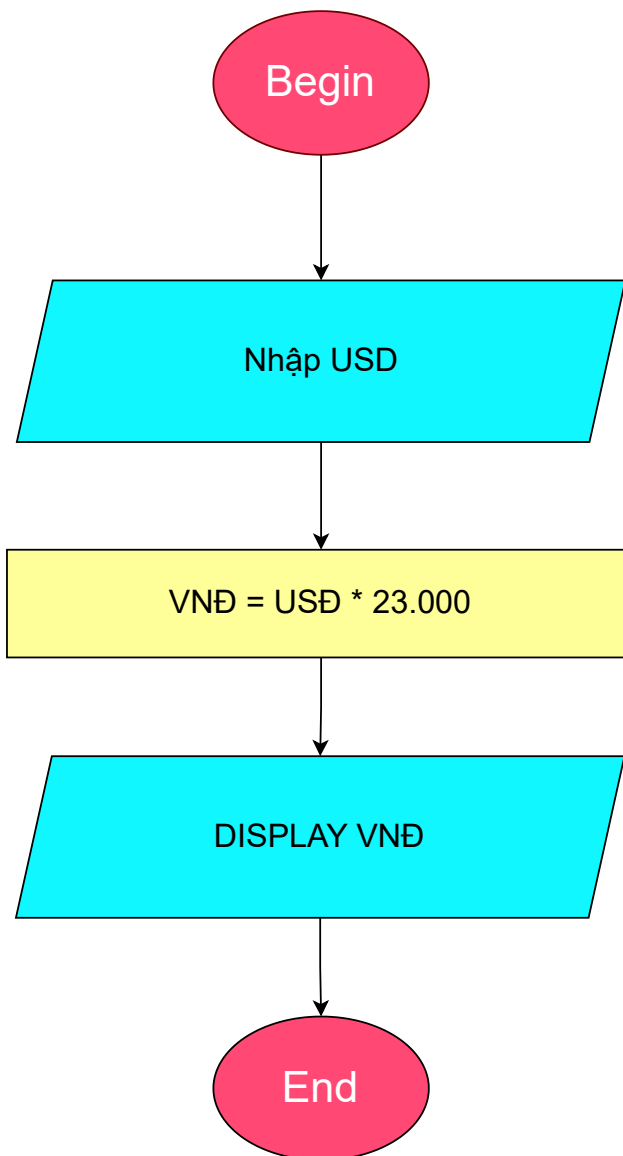 Begin
Nhập USD
VNĐ = USĐ * 23.000
DISPLAY VNĐ
End